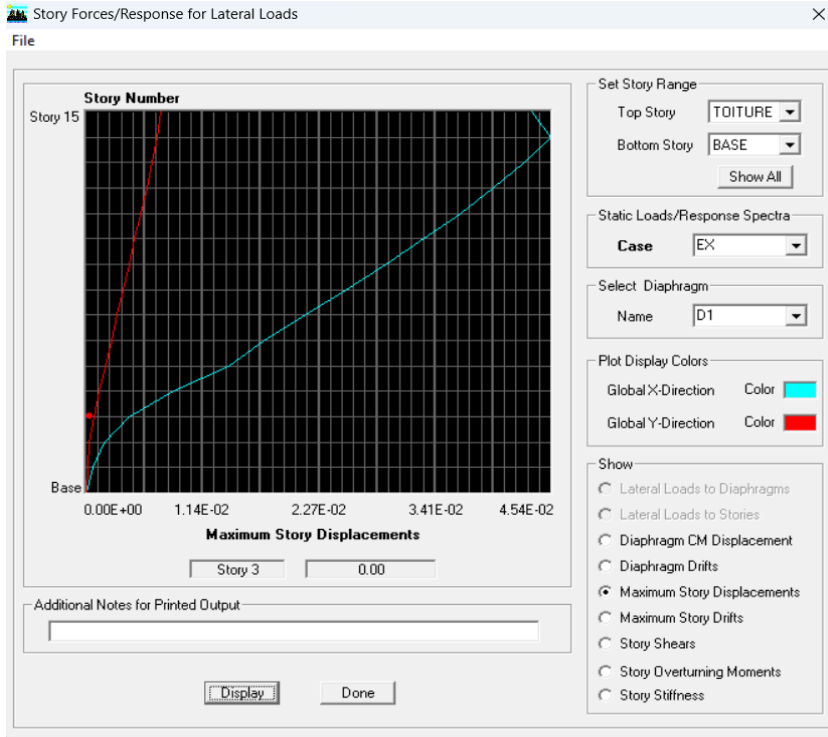 Story Forces/Response for Lateral Loads
File
Story Number
Story 15
Base
0.00E+00 1.14E-02 2.27E-02 3.41E-02 4.54E-02
Maximum Story Displacements
Story 3 0.00
Additional Notes for Printed Output
Display Done
Set Story Range
Top Story TOITURE
Bottom Story BASE
Show All
Static Loads/Response Spectra
Case EX
Select Diaphragm
Name D1
Plot Display Colors
Global X-Direction Color
Global Y-Direction Color
Show
Lateral Loads to Diaphragms
Lateral Loads to Stories
Diaphragm CM Displacement
Diaphragm Drifts
Maximum Story Displacements
Maximum Story Drifts
Story Shears
Story Overturning Moments
Story Stiffness